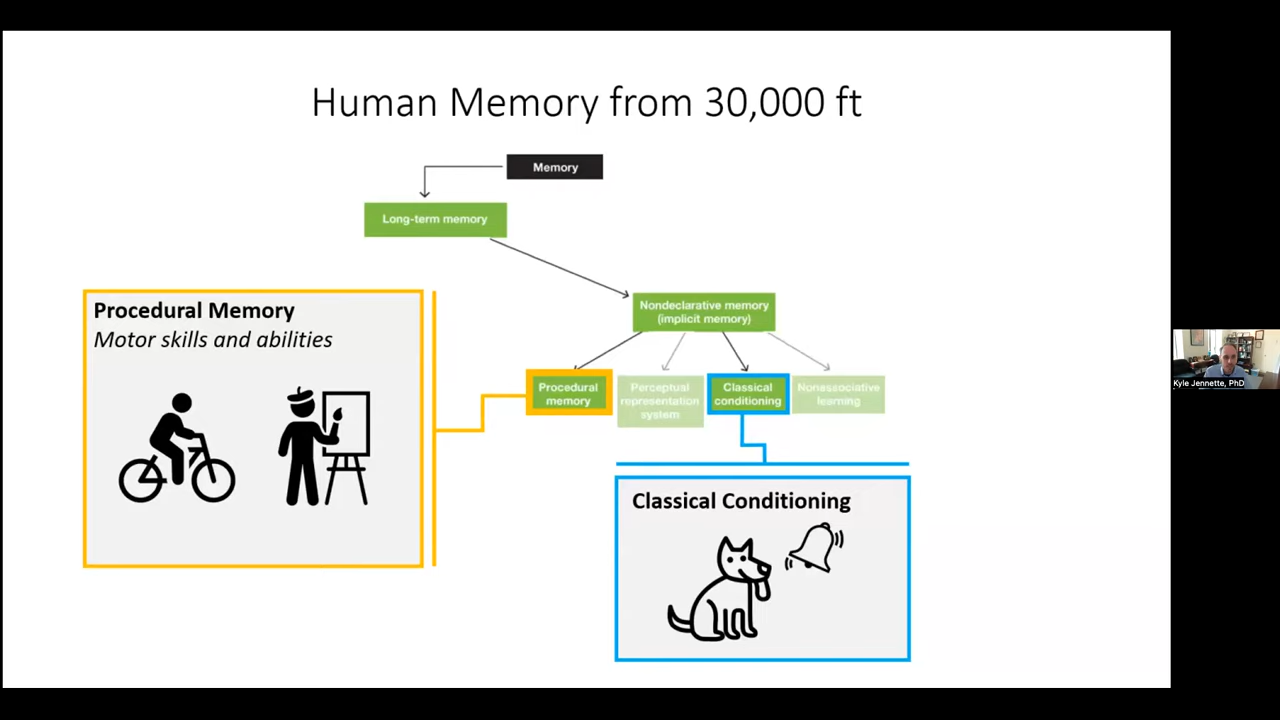 Human Memory from 30,000 ft
Memory
Long-term memory
Nondeclarative memory
(implicit memory)
Procedural Memory
Motor skills and abilities
Procedural
memory
Perceptual
representation
system
Classical
conditioning
Nonassociative
learning
Classical Conditioning
Kyle Jennette, PhD